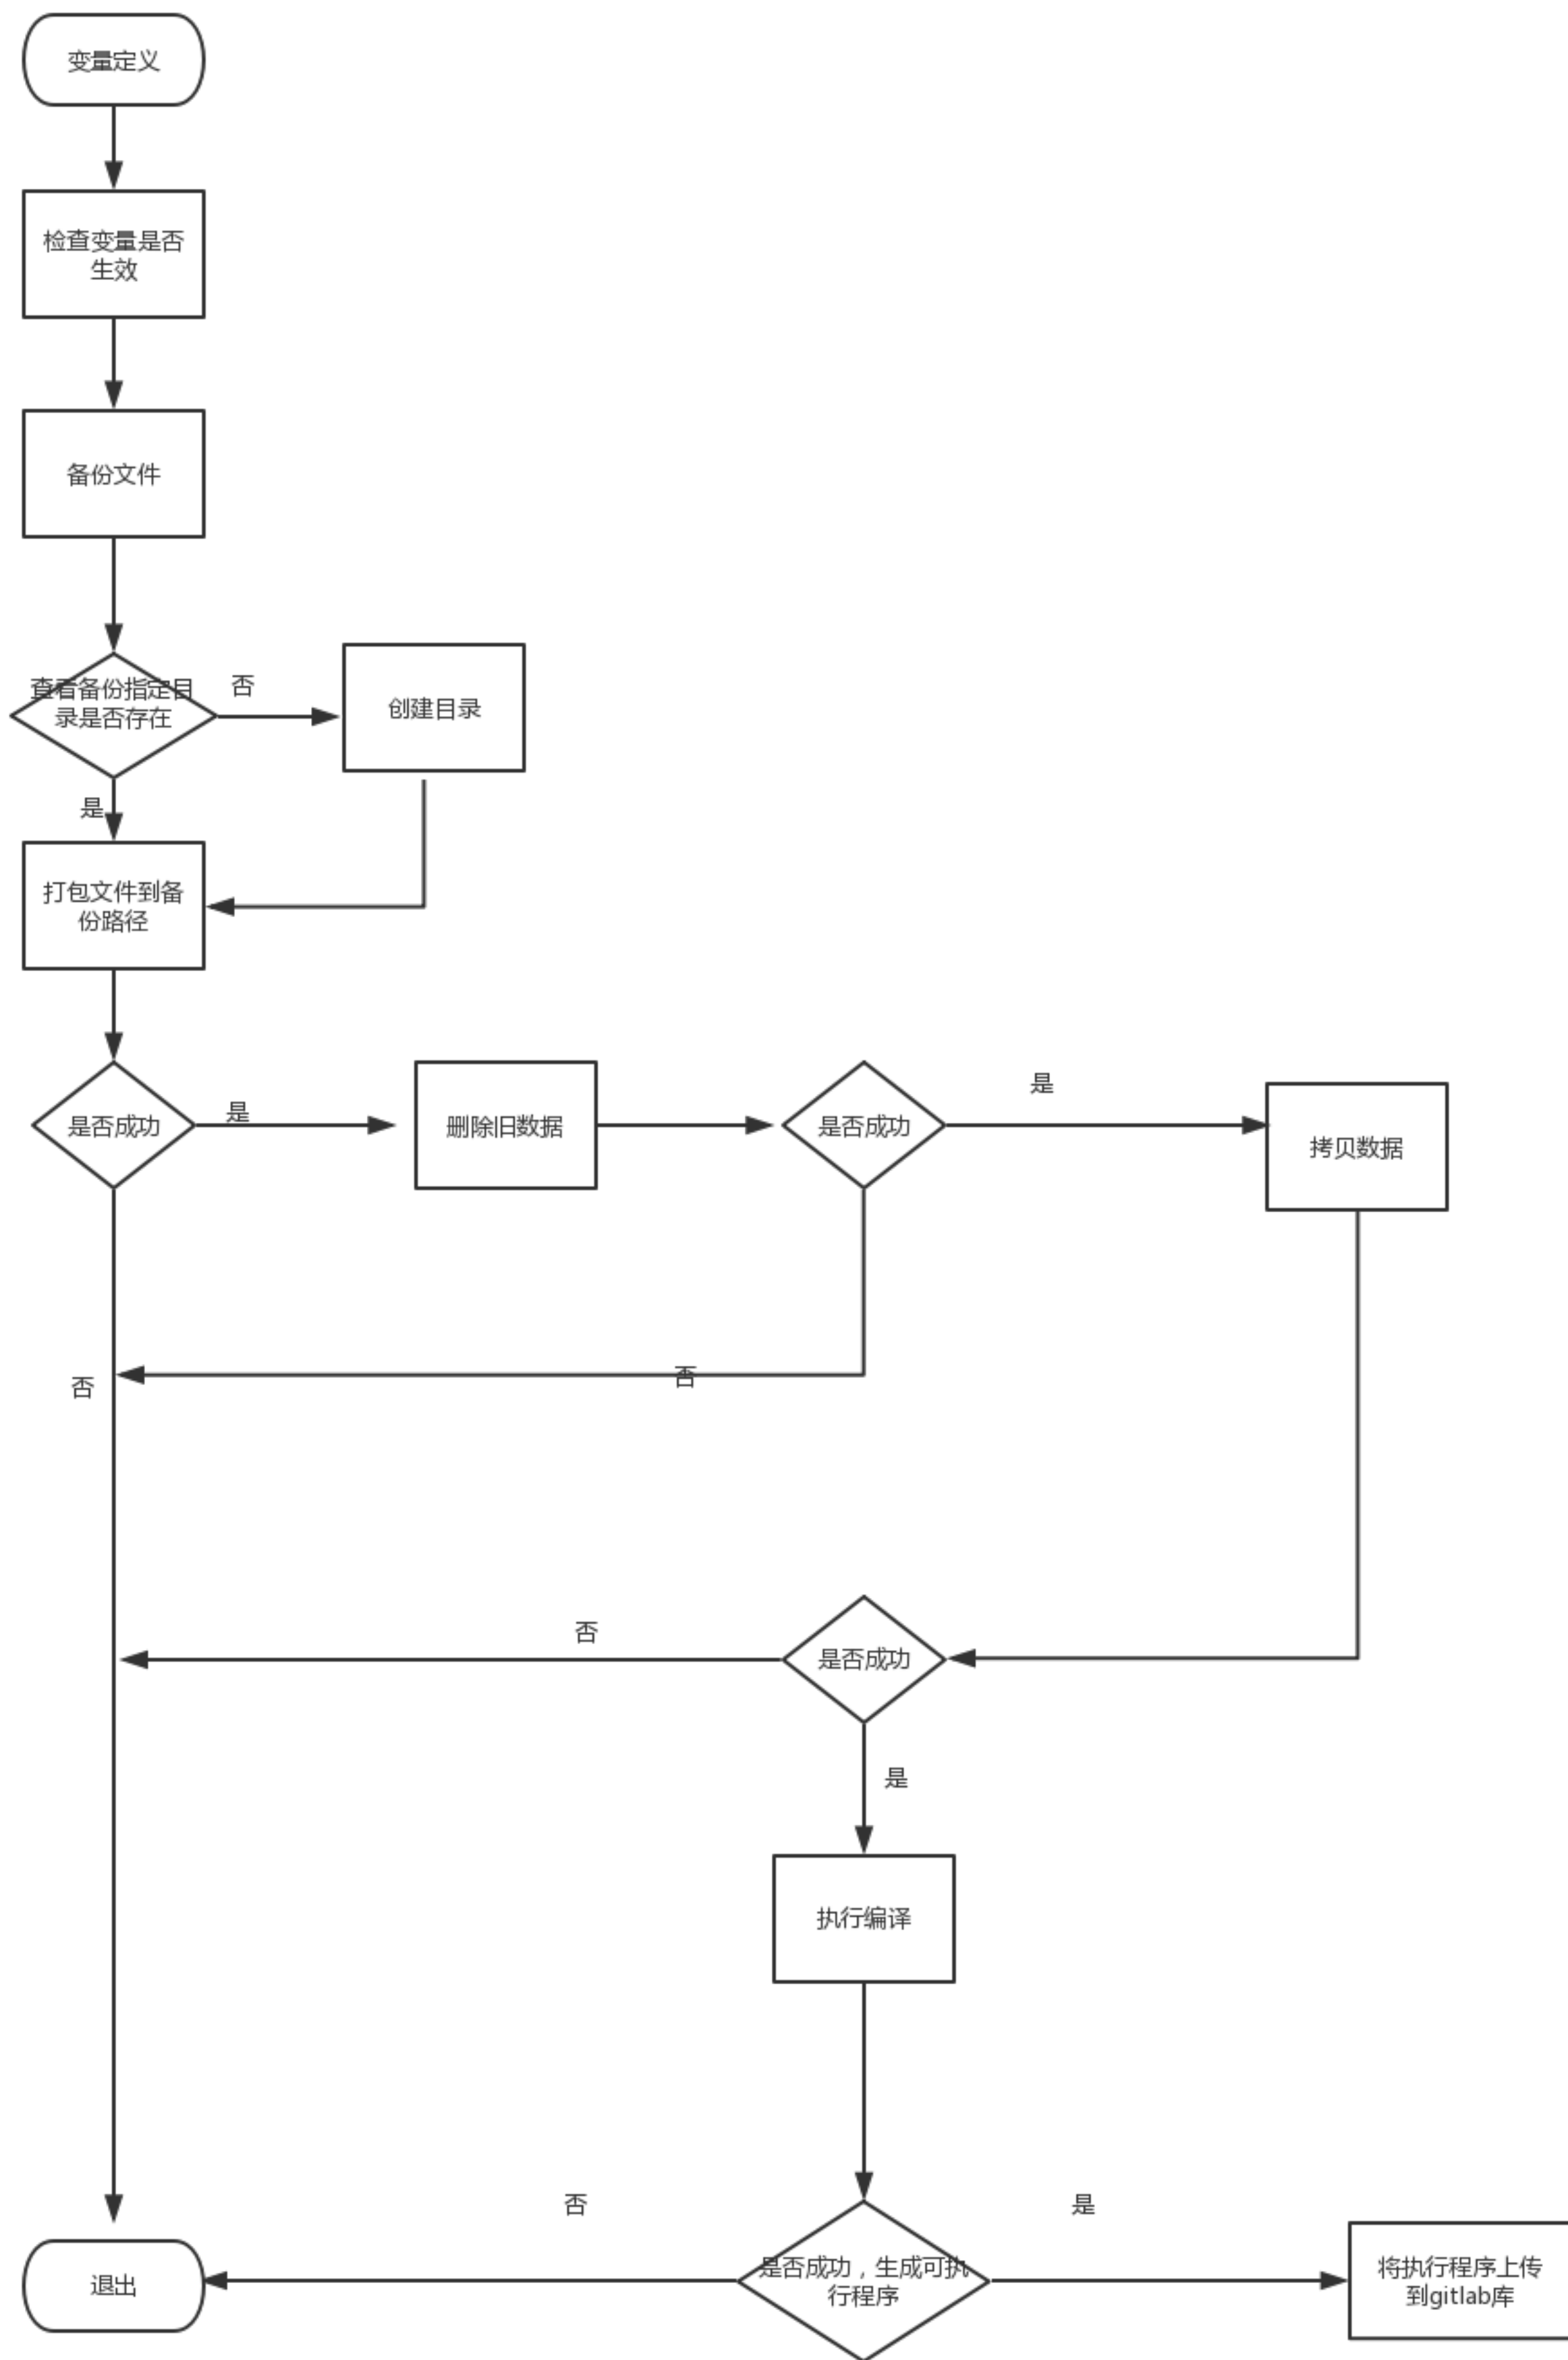 变量定义
检查变量是否
生效
备份文件
查看备份指定目
录是否存在
否
创建目录
是
打包文件到备
份路径
是否成功
是
删除旧数据
是否成功
是
拷贝数据
否
否
否
是否成功
是
执行编译
否
是
是否成功，生成可执
行程序
退出
将执行程序上传
到gitlab库